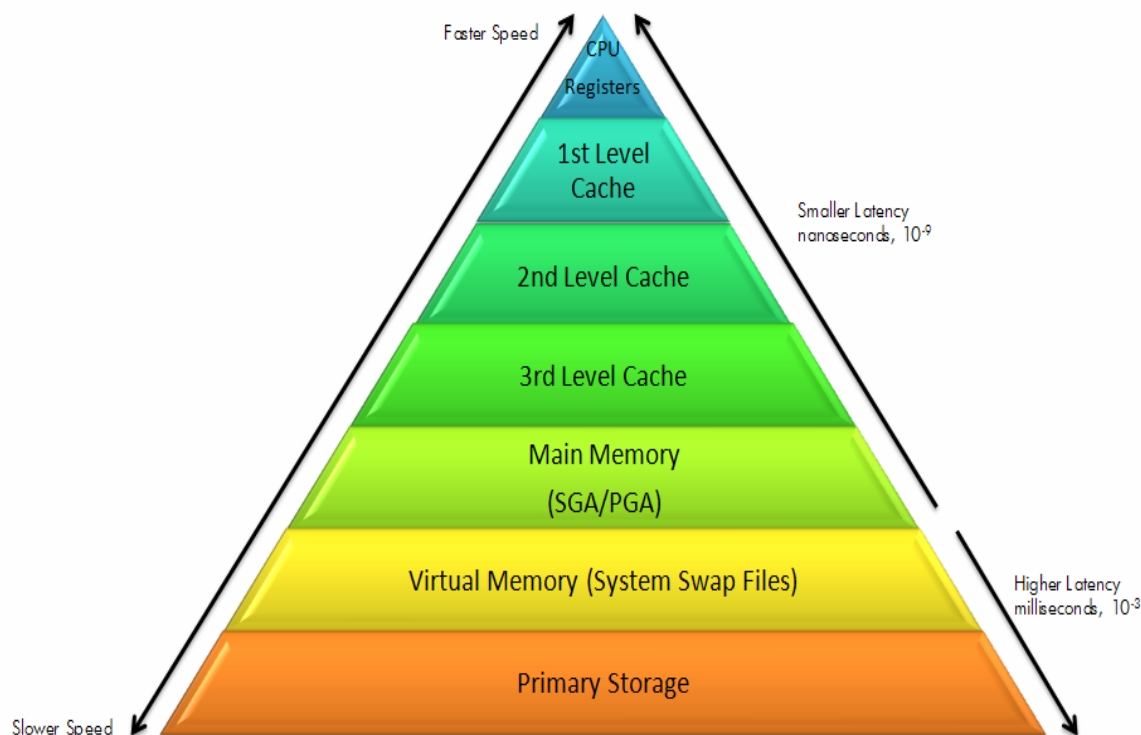 Faster Speed
CPU
Registers
1st Level
Cache
Smaller Latency
nanoseconds, 10⁻⁹
2nd Level Cache
3rd Level Cache
Main Memory
(SGA/PGA)
Virtual Memory (System Swap Files)
Higher Latency
milliseconds, 10⁻³
Primary Storage
Slower Speed